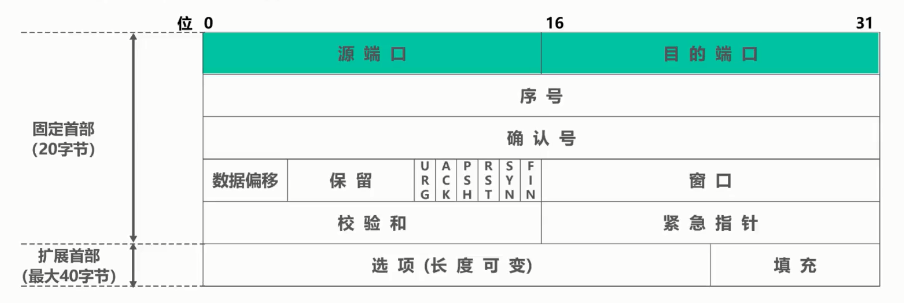 位 0 16 31
源 端 口 目 的 端 口
序 号
固定首部
(20字节)
确 认 号
数据偏移 保 留 URG ACK PSH RST SYN FIN 窗 口
校 验 和 紧 急 指 针
扩展首部
(最大40字节)
选 项 (长 度 可 变) 填 充